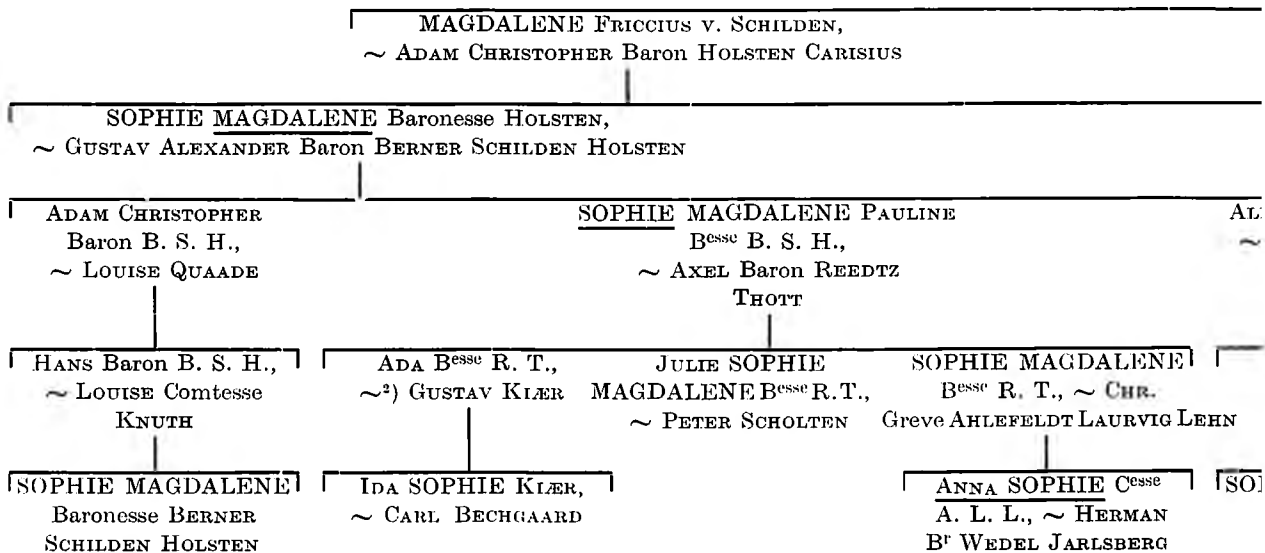 MAGDALENE FRICCIUS V. SCHILDEN,
~ ADAM CHRISTOPHER Baron HOLSTEN CARISIUS
SOPHIE MAGDALENE Baronesse HOLSTEN,
~ GUSTAV ALEXANDER Baron BERNER SCHILDEN HOLSTEN
ADAM CHRISTOPHER
Baron B. S. H.,
~ LOUISE QUAADE
SOPHIE MAGDALENE PAULINE
Besse B. S. H.,
~ AXEL Baron REEDTZ
THOTT
~
HANS Baron B. S. H.,
~ LOUISE Comtesse
KNUTH
ADA Besse R. T.,
~²) GUSTAV KIÆR
JULIE SOPHIE
MAGDALENE Besse R.T.,
~ PETER SCHOLTEN
SOPHIE MAGDALENE
Besse R. T., ~ CHR.
Greve AHLEFELDT LAURVIG LEHN
SOPHIE MAGDALENE
Baronesse BERNER
SCHILDEN HOLSTEN
IDA SOPHIE KIÆR,
~ CARL BECHGAARD
ANNA SOPHIE Cesse
A. L. L., ~ HERMAN
Br WEDEL JARLSBERG